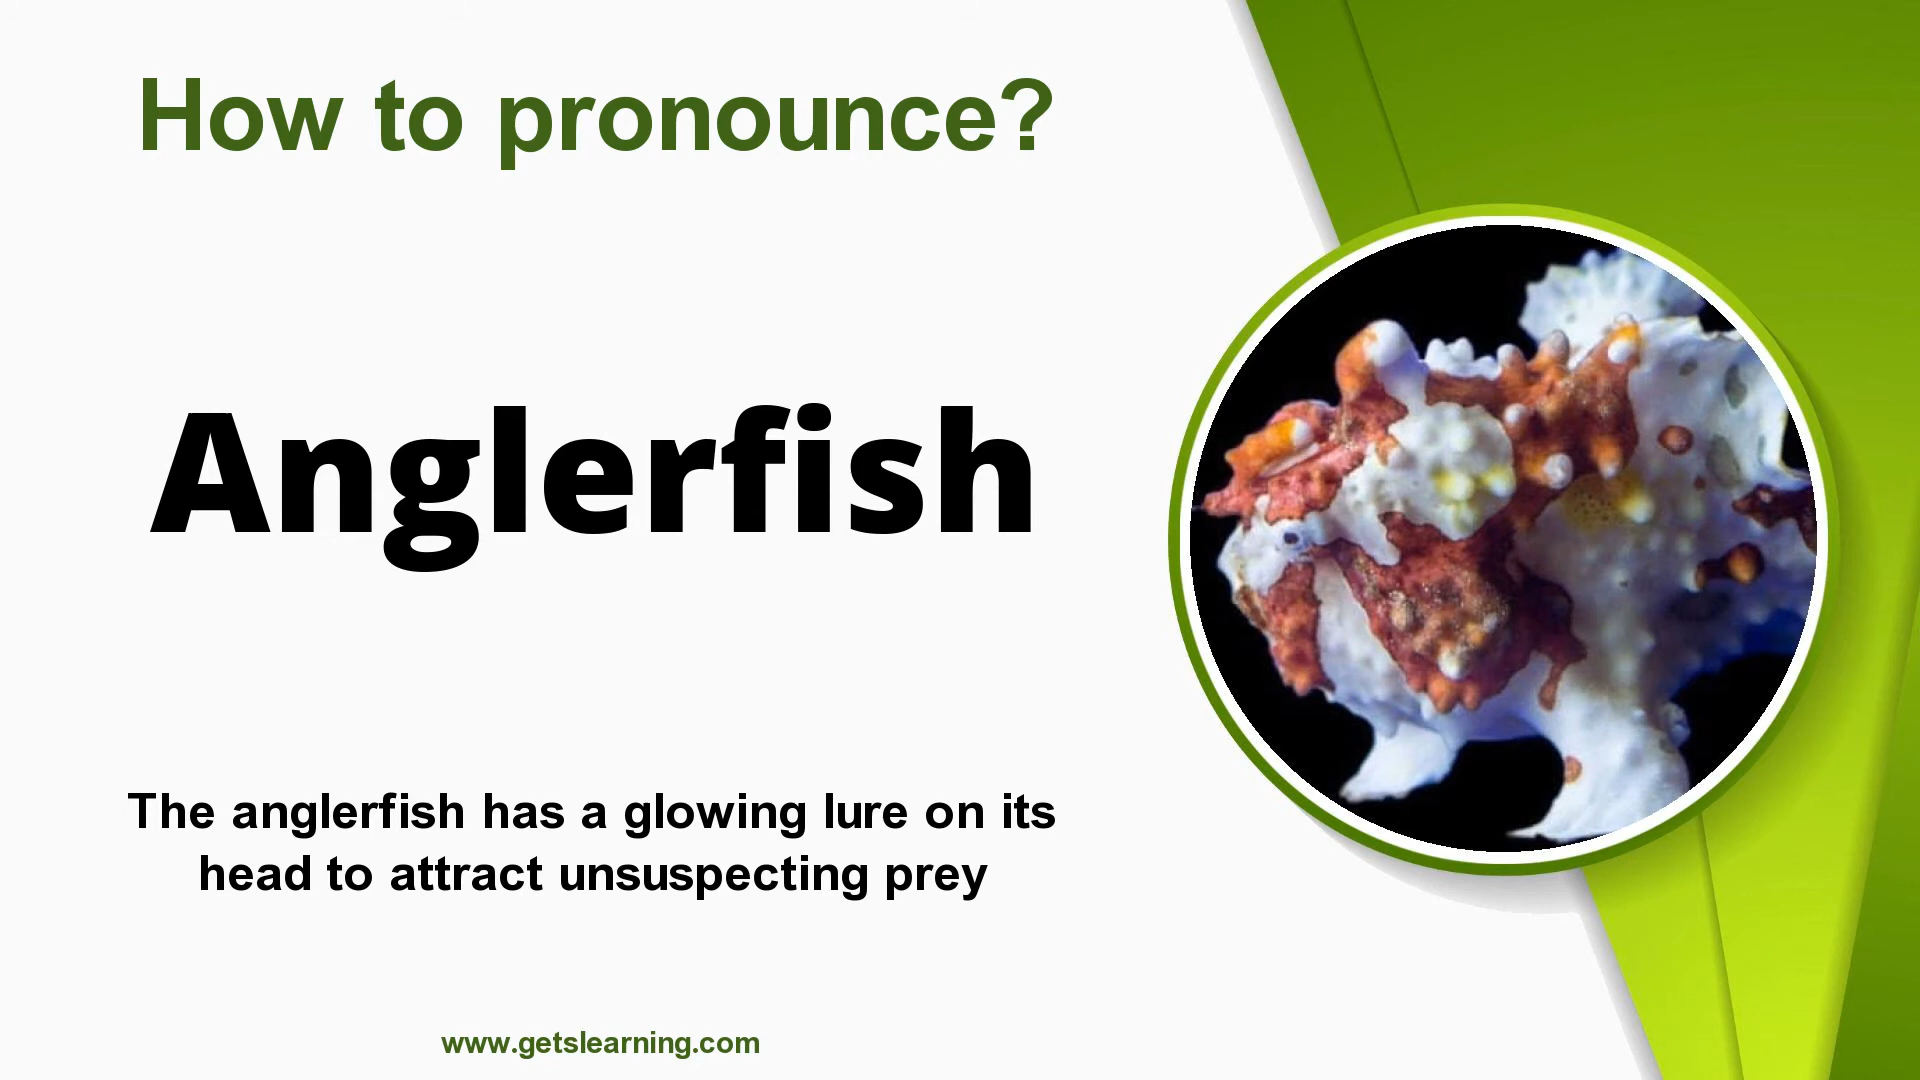 How to pronounce?
Anglerfish
The anglerfish has a glowing lure on its
head to attract unsuspecting prey
www.getslearning.com